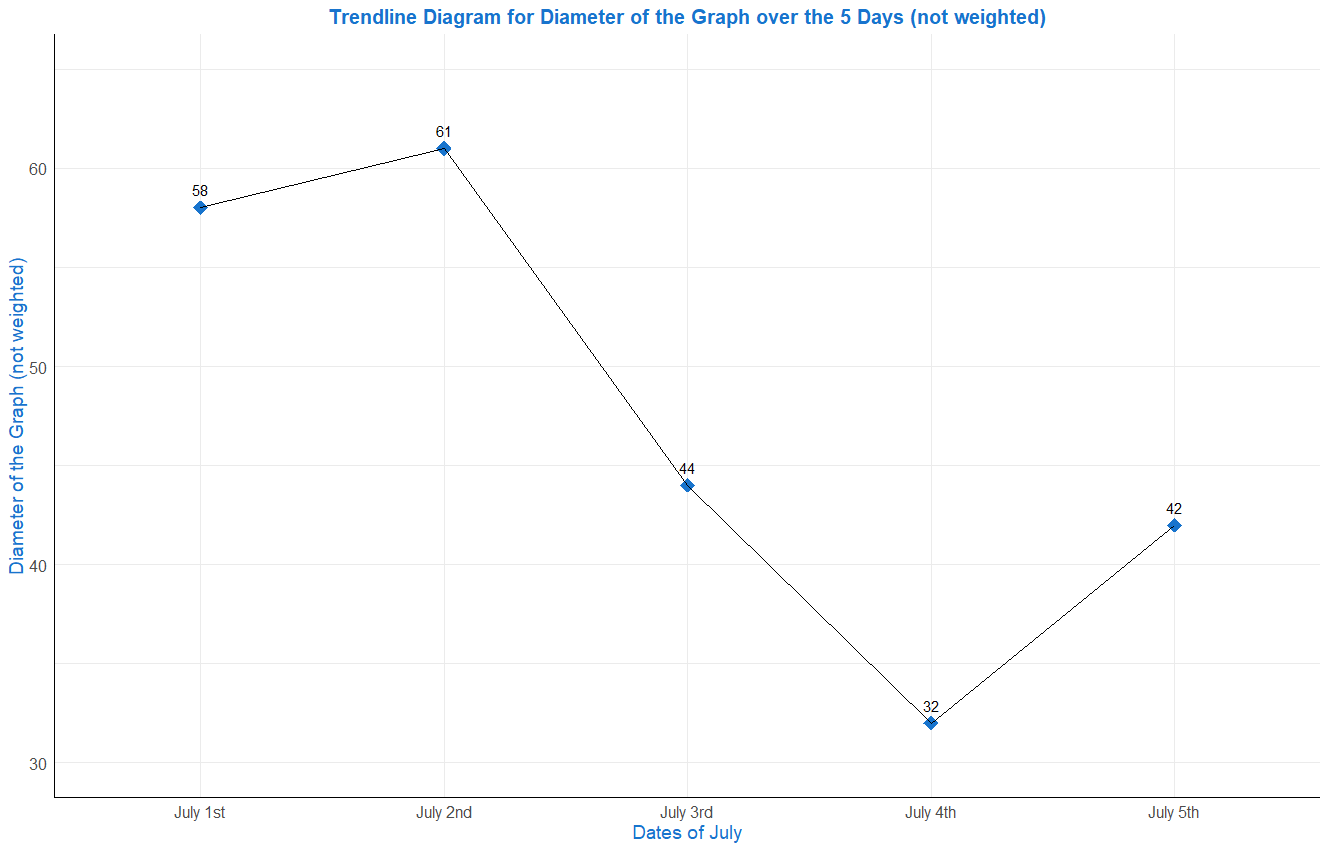 Trendline Diagram for Diameter of the Graph over the 5 Days (not weighted)
Diameter of the Graph (not weighted)
60
50
40
30
58
61
44
32
42
July 1st
July 2nd
July 3rd
July 4th
July 5th
Dates of July